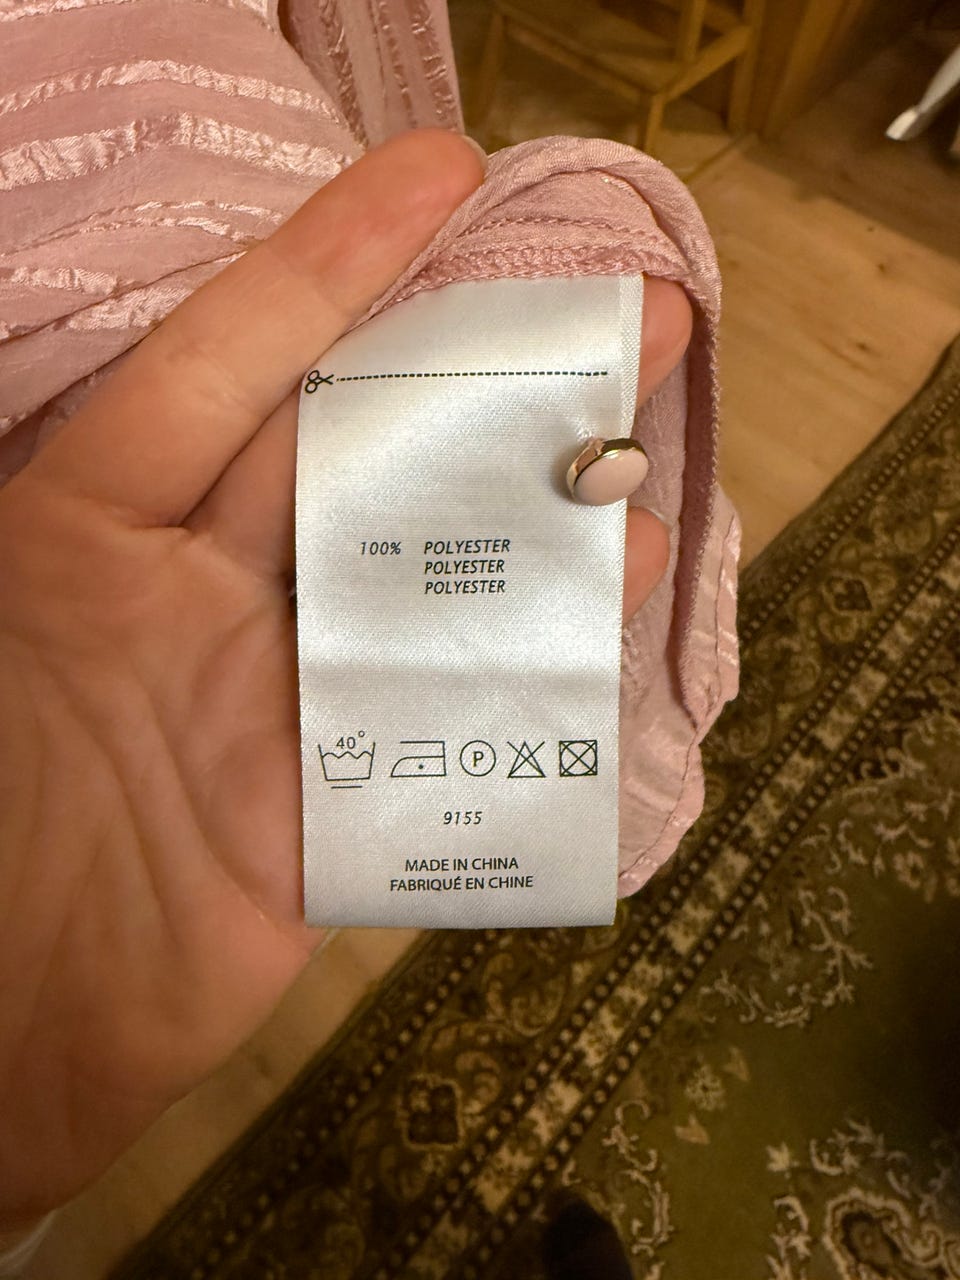 100% POLYESTER
POLYESTER
POLYESTER
40°
P
9155
MADE IN CHINA
FABRIQUÉ EN CHINE